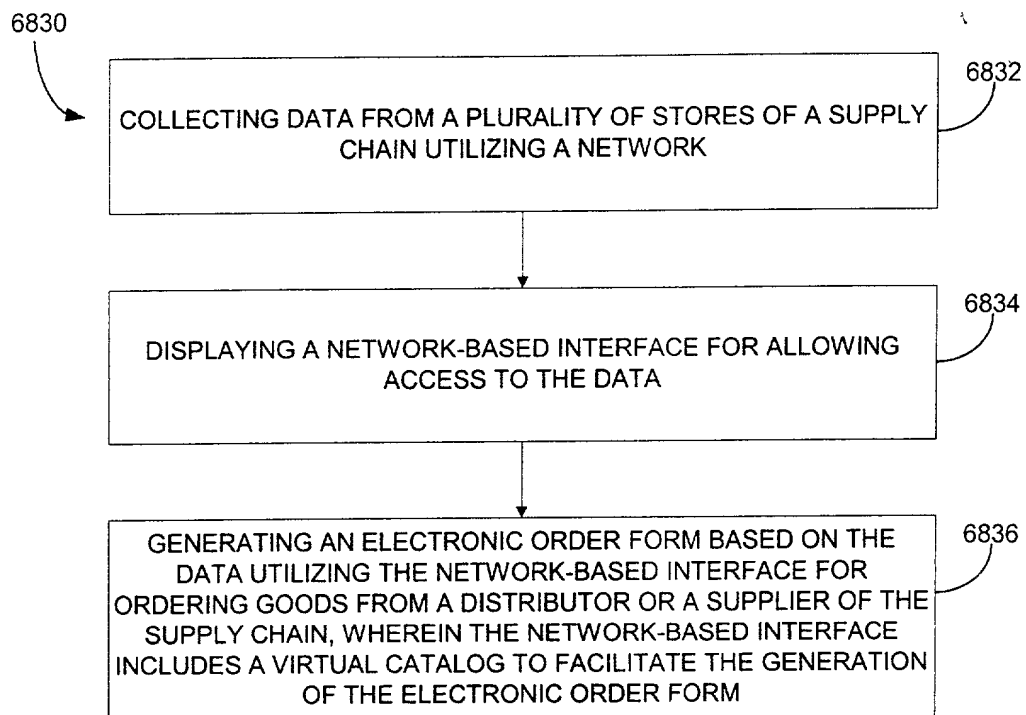 6830
6832
COLLECTING DATA FROM A PLURALITY OF STORES OF A SUPPLY
CHAIN UTILIZING A NETWORK
6834
DISPLAYING A NETWORK-BASED INTERFACE FOR ALLOWING
ACCESS TO THE DATA
6836
GENERATING AN ELECTRONIC ORDER FORM BASED ON THE
DATA UTILIZING THE NETWORK-BASED INTERFACE FOR
ORDERING GOODS FROM A DISTRIBUTOR OR A SUPPLIER OF THE
SUPPLY CHAIN, WHEREIN THE NETWORK-BASED INTERFACE
INCLUDES A VIRTUAL CATALOG TO FACILITATE THE GENERATION
OF THE ELECTRONIC ORDER FORM